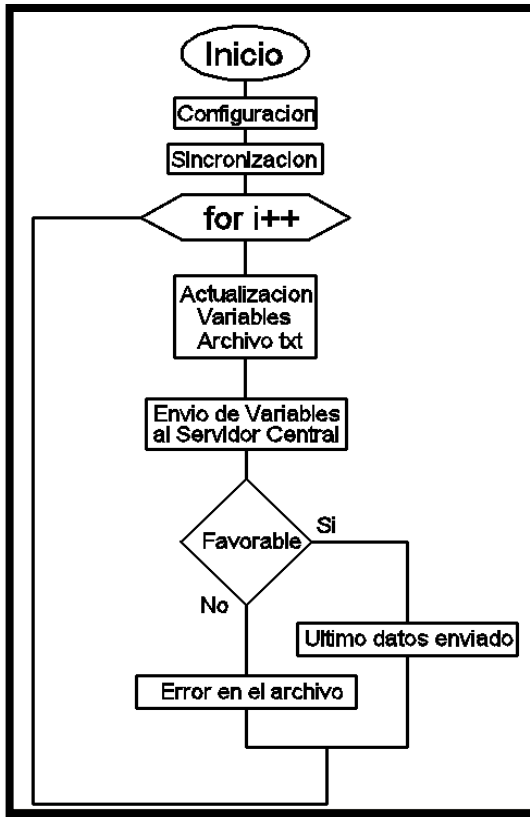 Inicio
Configuracion
Sincronizacion
for i++
Actualizacion
Variables
Archivo txt
Envio de Variables
al Servidor Central
Favorable
Si
No
Ultimo datos enviado
Error en el archivo